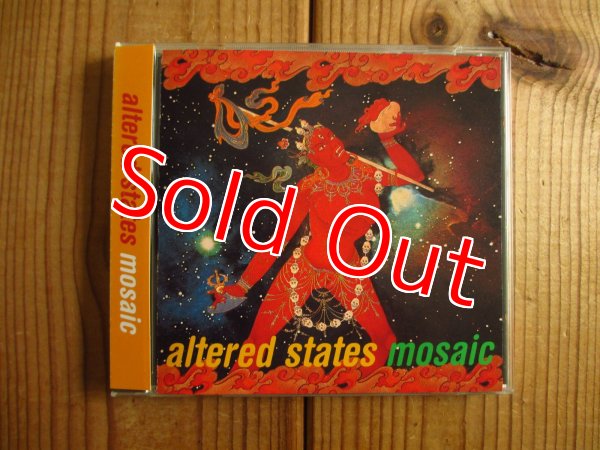 altered states mosaic
Sold Out
altered states mosaic